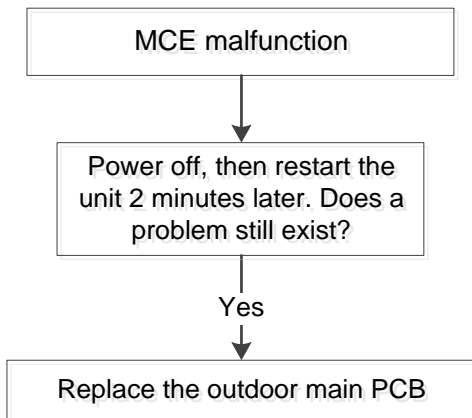 MCE malfunction
Power off, then restart the
unit 2 minutes later. Does a
problem still exist?
Yes
Replace the outdoor main PCB